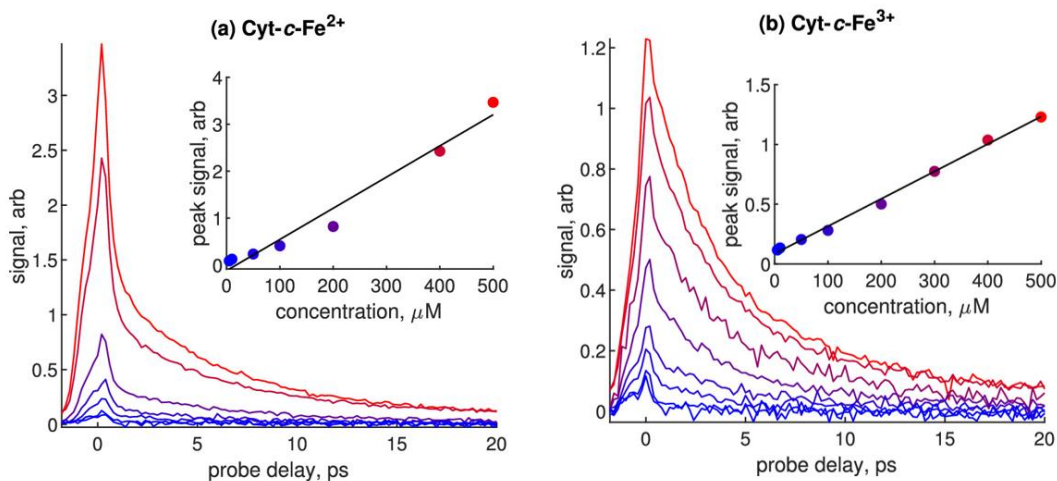 (a) Cyt-c-Fe2+
signal, arb
3
2.5
2
1.5
1
0.5
0
0 5 10 15 20
probe delay, ps
peak signal, arb
4
3
2
1
0
0 100 200 300 400 500
concentration, μM
(b) Cyt-c-Fe3+
signal, arb
1.2
1
0.8
0.6
0.4
0.2
0
0 5 10 15 20
probe delay, ps
peak signal, arb
1.5
1
0.5
0
0 100 200 300 400 500
concentration, μM